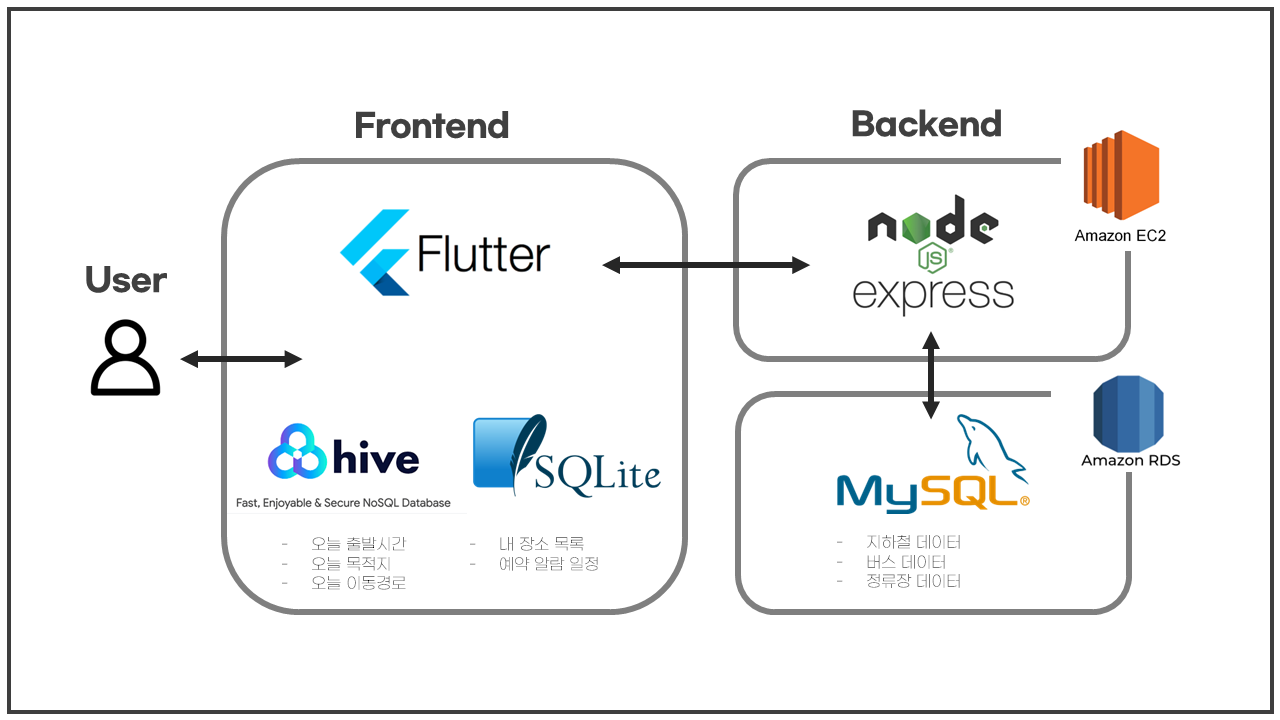 Frontend
Backend
User
Flutter
node
JS
express
Amazon EC2
hive
Fast, Enjoyable & Secure NoSQL Database
SQLite
MySQL®
Amazon RDS
- 오늘 출발시간
- 오늘 목적지
- 오늘 이동경로
- 내 장소 목록
- 예약 알람 일정
- 지하철 데이터
- 버스 데이터
- 정류장 데이터